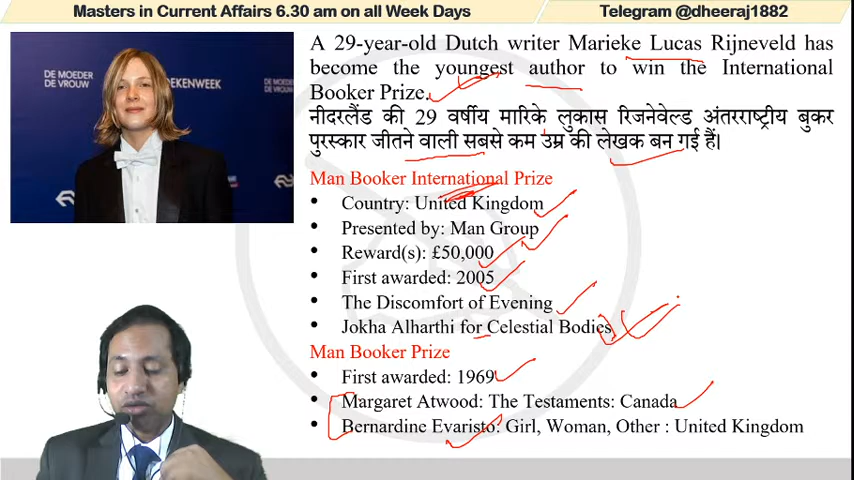 Masters in Current Affairs 6.30 am on all Week Days
Telegram @dheeraj1882
DE MOEDER
DE VROUW
BOEKENWEEK
DE MOEDER
DE VROUW
A 29-year-old Dutch writer Marieke Lucas Rijneveld has
become the youngest author to win the International
Booker Prize.
नीदरलैंड की 29 वर्षीय मारिके लुकास रिजनेवेल्ड अंतरराष्ट्रीय बुकर
पुरस्कार जीतने वाली सबसे कम उम्र की लेखक बन गई हैं।
Man Booker International Prize
• Country: United Kingdom
• Presented by: Man Group
• Reward(s): £50,000
• First awarded: 2005
• The Discomfort of Evening
• Jokha Alharthi for Celestial Bodies
Man Booker Prize
• First awarded: 1969
• Margaret Atwood: The Testaments: Canada
• Bernardine Evaristo: Girl, Woman, Other : United Kingdom